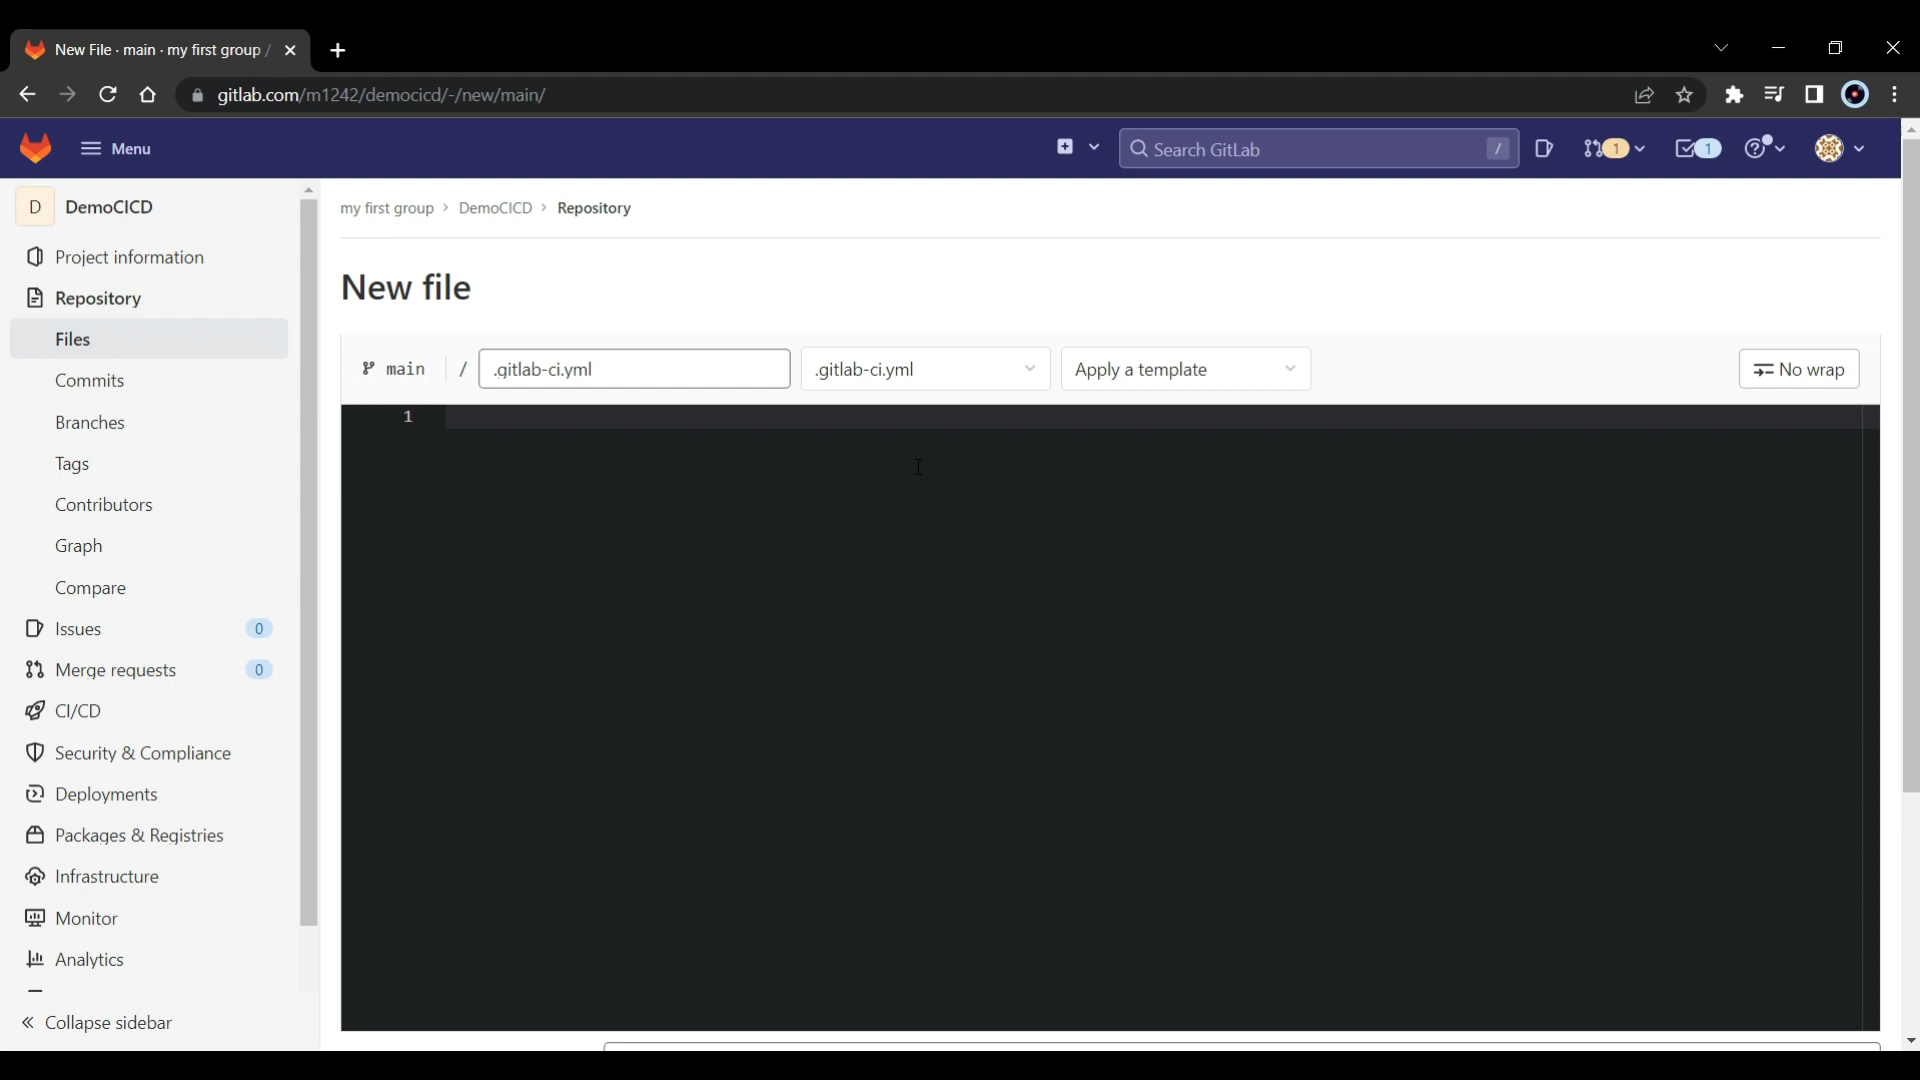 New File · main · my first group /
gitlab.com/m1242/democicd/-/new/main/
Menu
Search GitLab
/
1
1
D
DemoCICD
my first group › DemoCICD › Repository
Project information
Repository
Files
Commits
Branches
Tags
Contributors
Graph
Compare
Issues 0
Merge requests 0
CI/CD
Security & Compliance
Deployments
Packages & Registries
Infrastructure
Monitor
Analytics
Collapse sidebar
New file
main / .gitlab-ci.yml .gitlab-ci.yml Apply a template No wrap
1